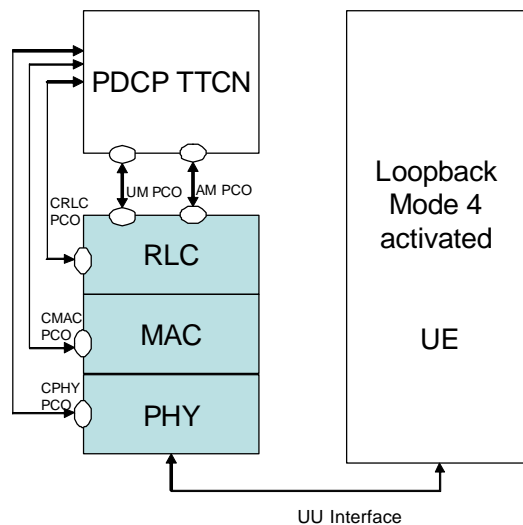 PDCP TTCN
UM PCO
AM PCO
CRLC
PCO
RLC
CMAC
PCO
MAC
CPHY
PCO
PHY
Loopback
Mode 4
activated
UE
UU Interface